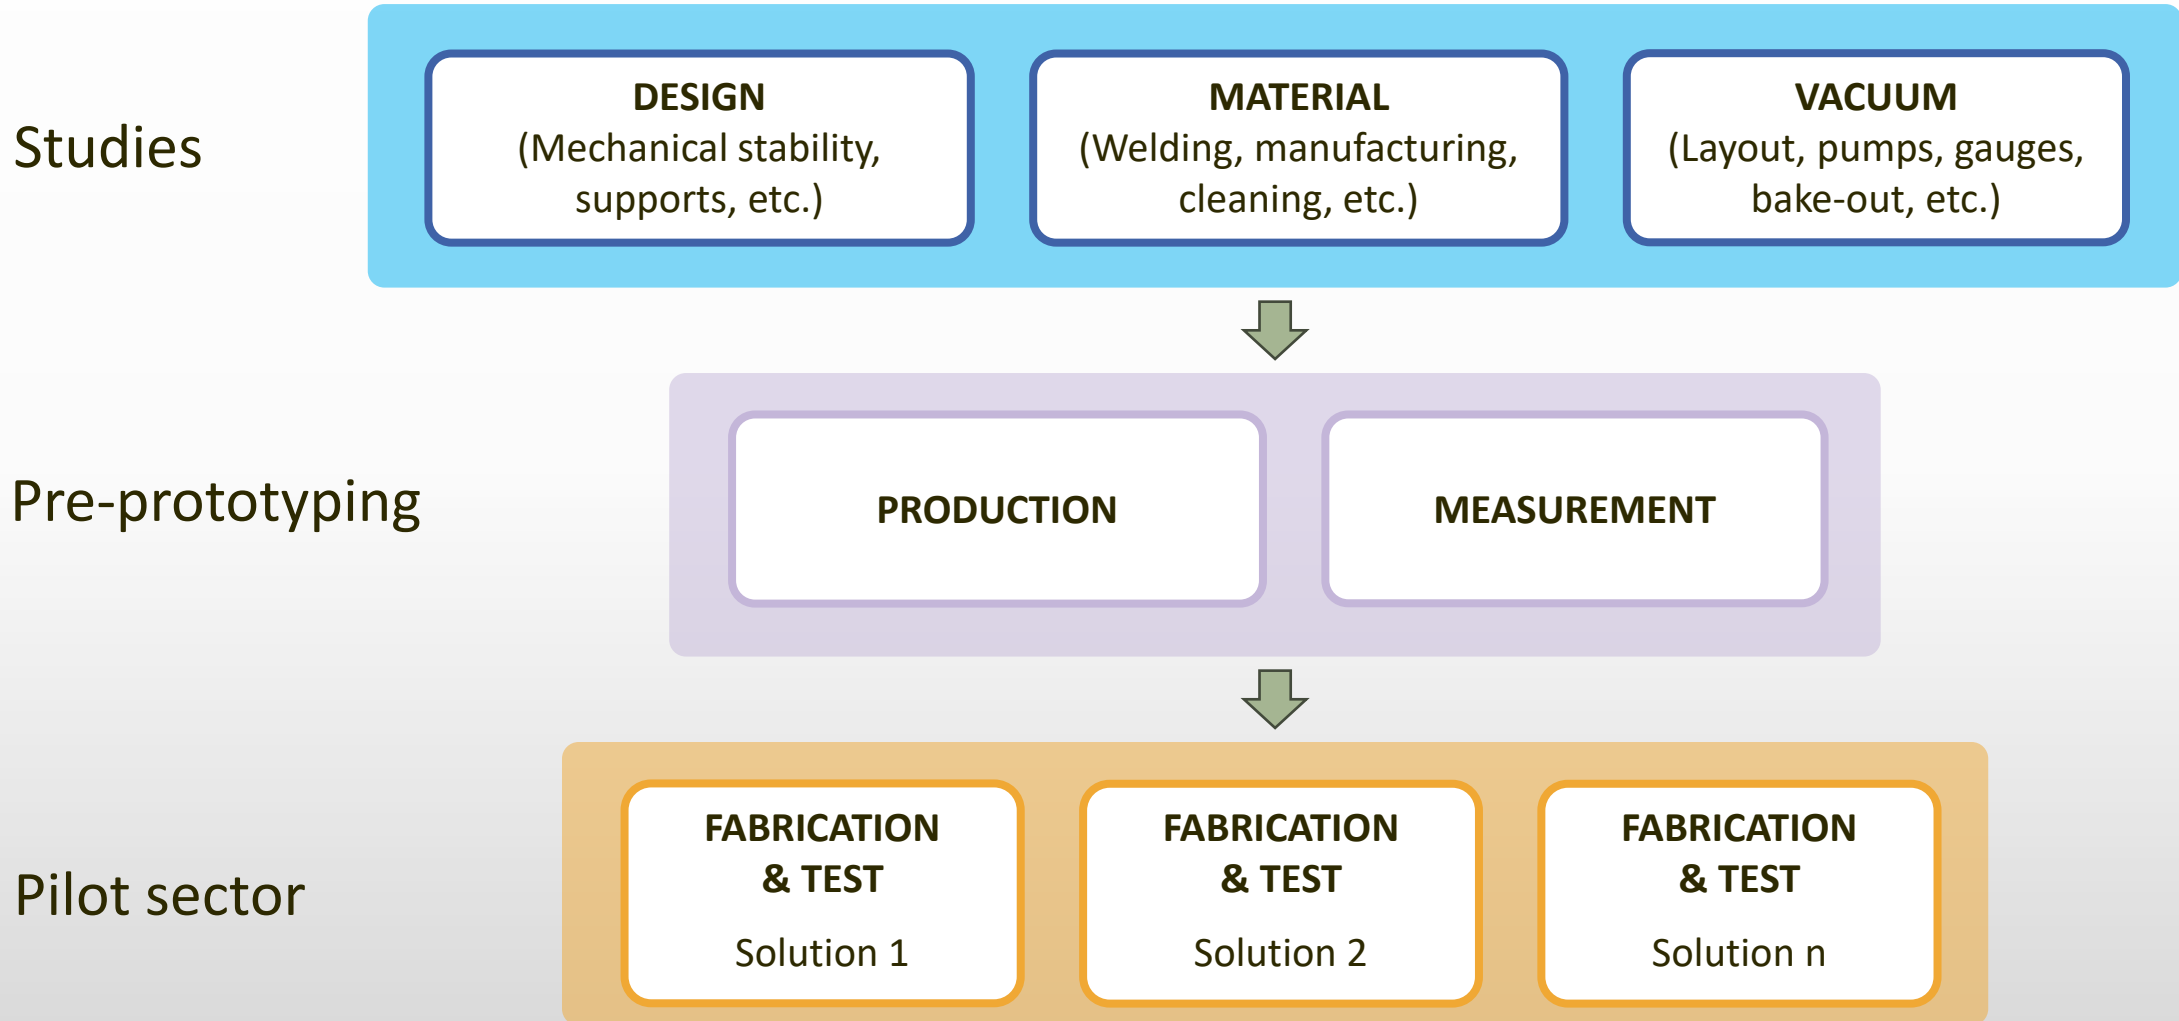 Studies
DESIGN
(Mechanical stability,
supports, etc.)
MATERIAL
(Welding, manufacturing,
cleaning, etc.)
VACUUM
(Layout, pumps, gauges,
bake-out, etc.)
Pre-prototyping
PRODUCTION
MEASUREMENT
Pilot sector
FABRICATION
& TEST
Solution 1
FABRICATION
& TEST
Solution 2
FABRICATION
& TEST
Solution n